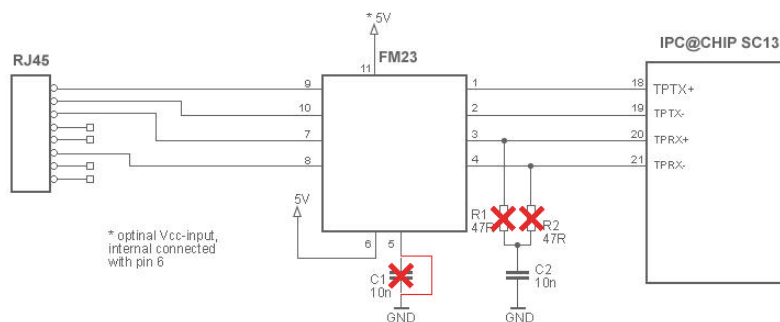 * 5V
RJ45
FM23
IPC@CHIP SC13
11
9
1
18
TPTX+
10
2
19
TPTX-
7
3
20
TPRX+
8
4
21
TPRX-
5V
R1
47R
R2
47R
* optinal Vcc-input,
internal connected
with pin 6
6
5
C1
10n
C2
10n
GND
GND